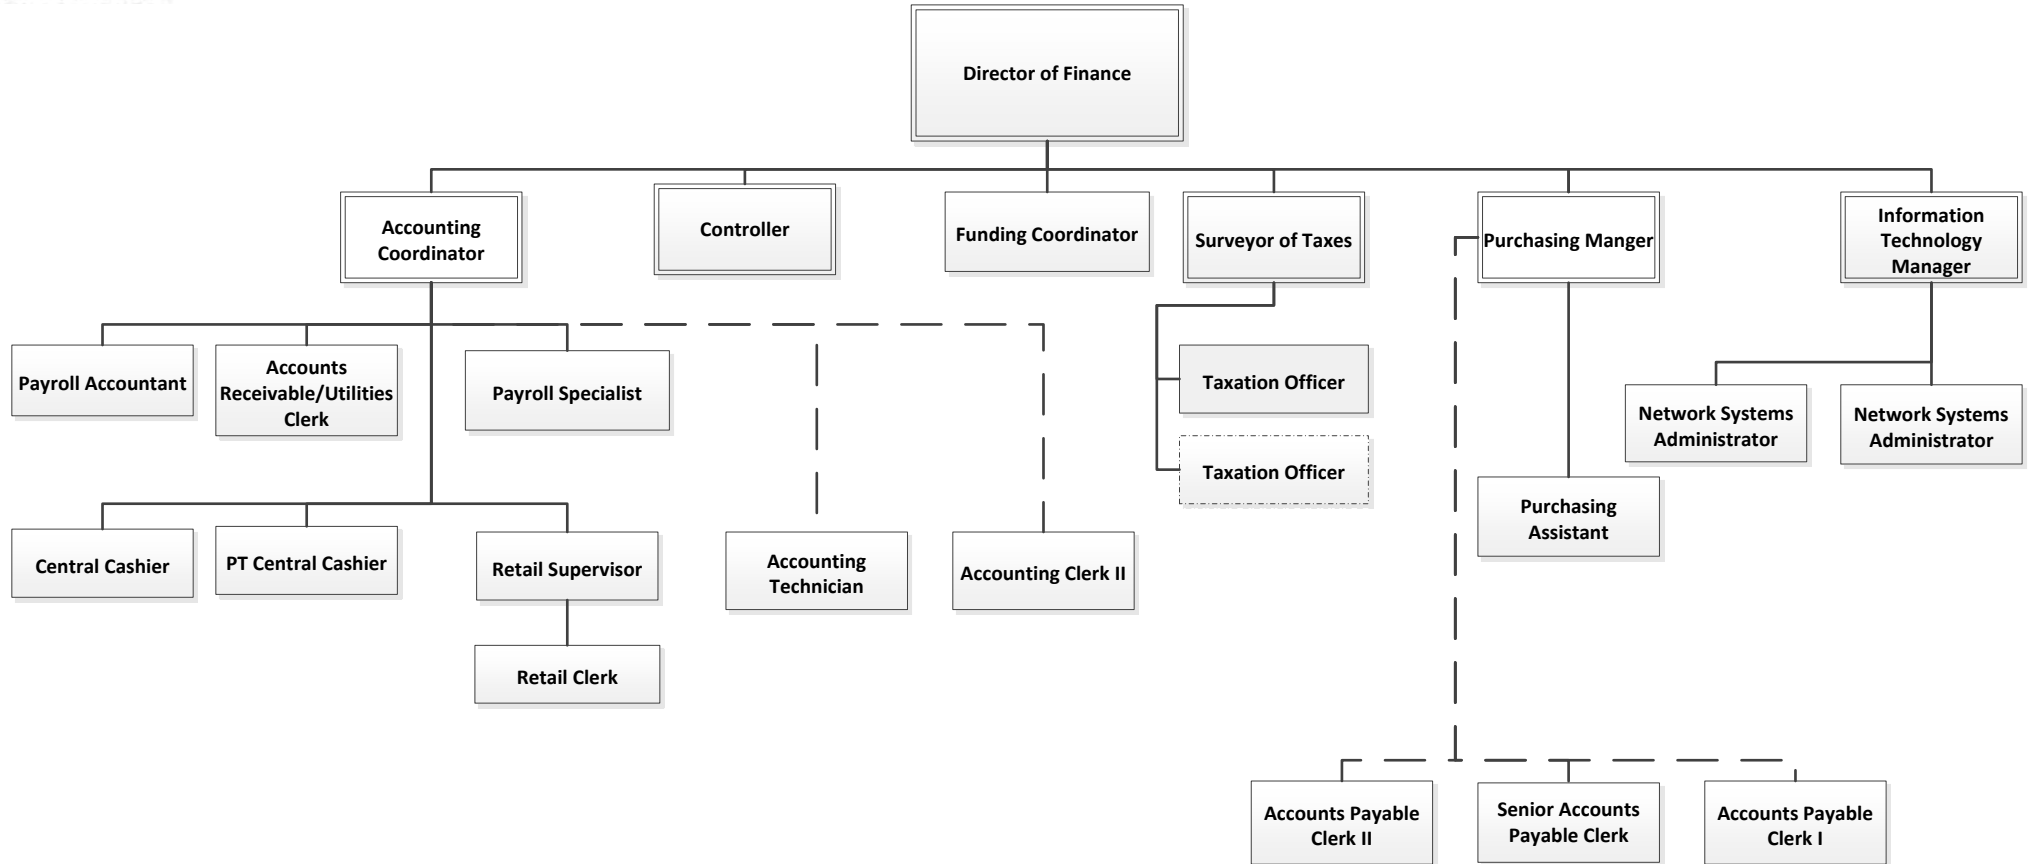 Director of Finance
Accounting
Coordinator
Controller
Funding Coordinator
Surveyor of Taxes
Purchasing Manger
Information
Technology
Manager
Payroll Accountant
Accounts
Receivable/Utilities
Clerk
Payroll Specialist
Taxation Officer
Taxation Officer
Network Systems
Administrator
Network Systems
Administrator
Central Cashier
PT Central Cashier
Retail Supervisor
Accounting
Technician
Accounting Clerk II
Purchasing
Assistant
Retail Clerk
Accounts Payable
Clerk II
Senior Accounts
Payable Clerk
Accounts Payable
Clerk I